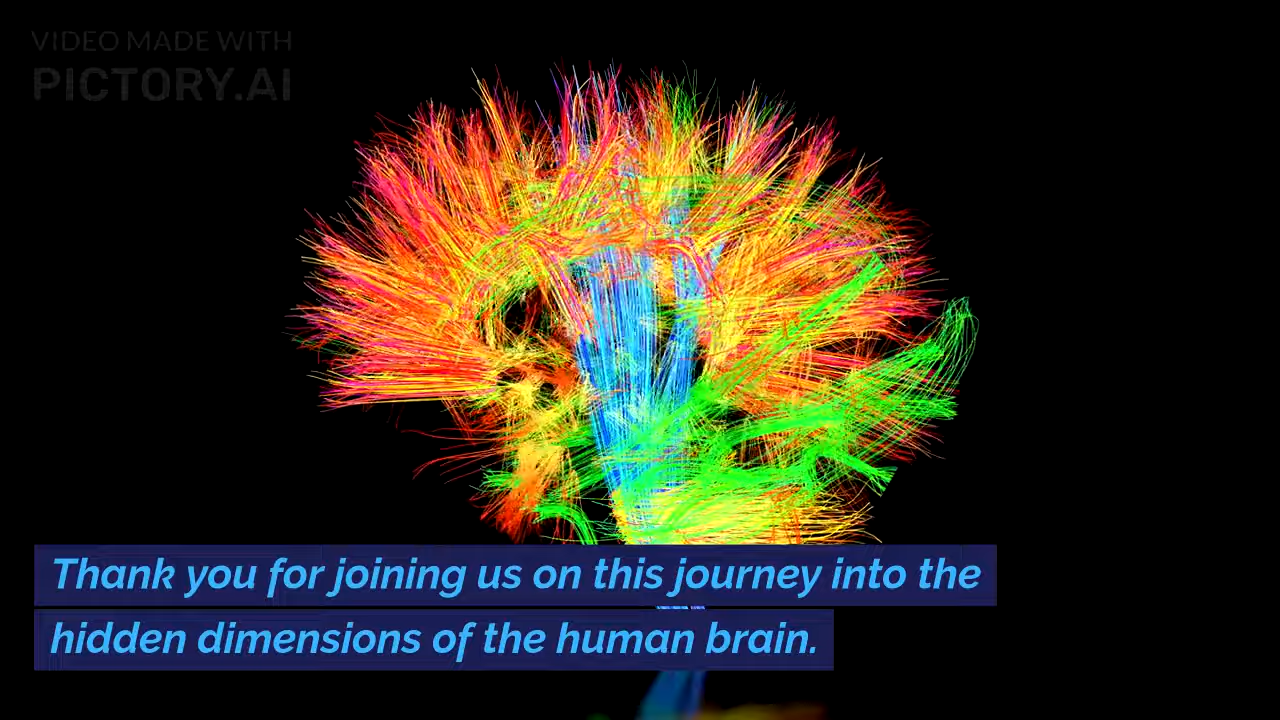 VIDEO MADE WITH
PICTORY.AI
Thank you for joining us on this journey into the
hidden dimensions of the human brain.